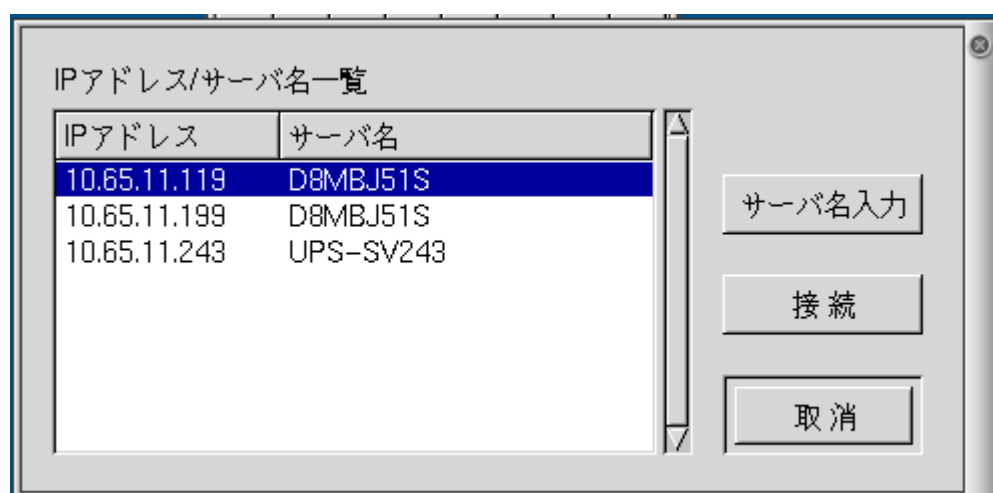 IPアドレス/サーバ名一覧
IPアドレス サーバ名
10.65.11.119 D8MBJ51S
10.65.11.199 D8MBJ51S
10.65.11.243 UPS-SV243
サーバ名入力
接続
取消